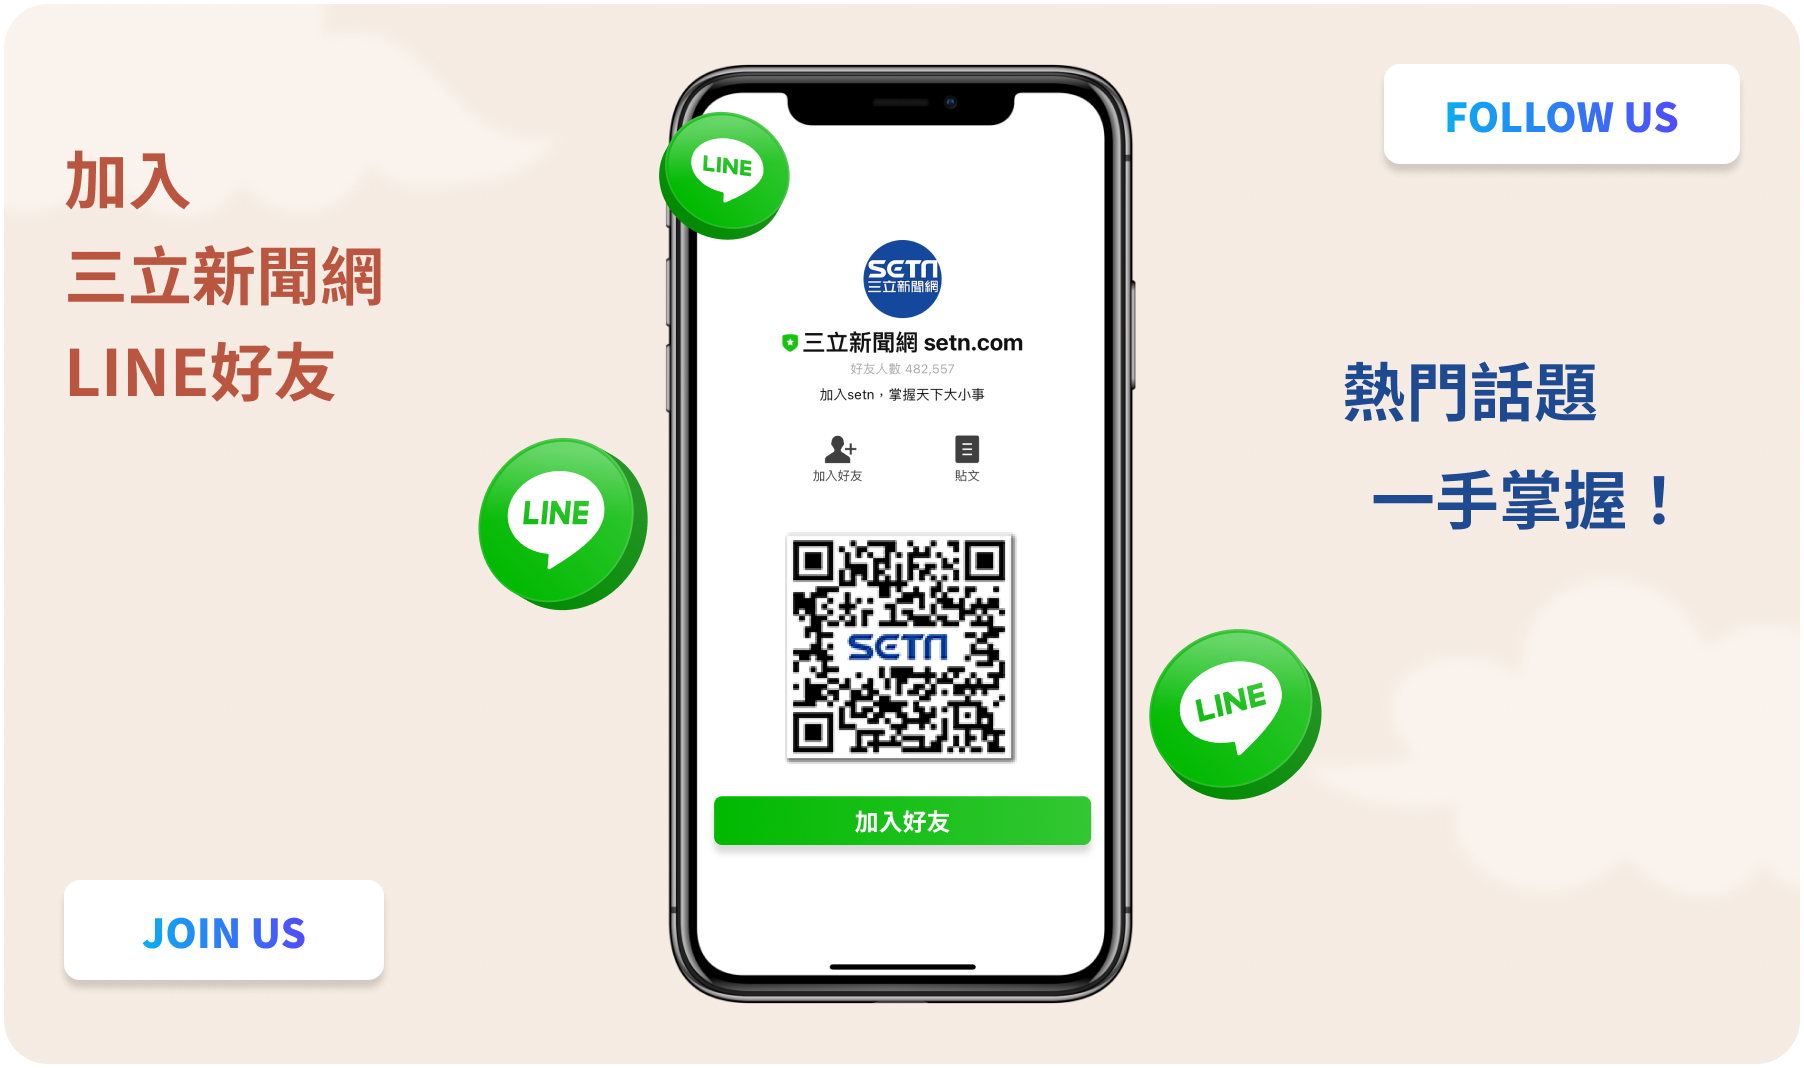 加入
三立新聞網
LINE好友
LINE
LINE
JOIN US
SETN
三立新聞網
三立新聞網 setn.com
好友人數 482,557
加入setn，掌握天下大小事
加入好友
貼文
SETN
加入好友
FOLLOW US
熱門話題
一手掌握！
LINE